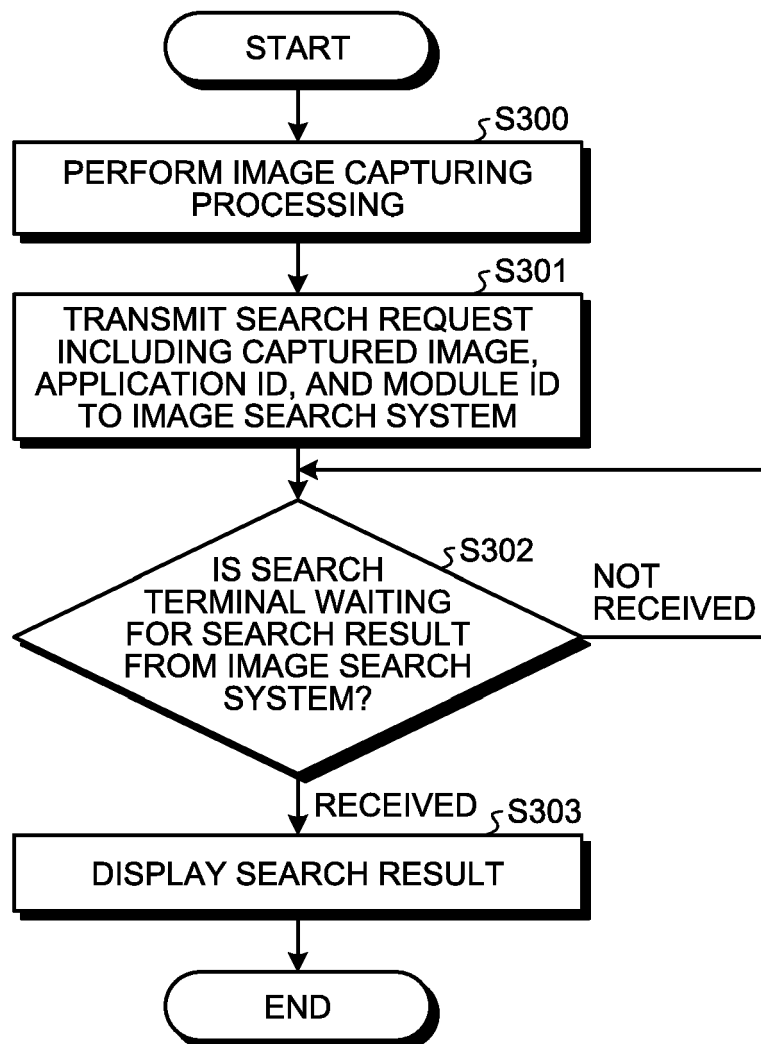 START
S300
PERFORM IMAGE CAPTURING
PROCESSING
S301
TRANSMIT SEARCH REQUEST
INCLUDING CAPTURED IMAGE,
APPLICATION ID, AND MODULE ID
TO IMAGE SEARCH SYSTEM
S302
IS SEARCH
TERMINAL WAITING
FOR SEARCH RESULT
FROM IMAGE SEARCH
SYSTEM?
NOT
RECEIVED
RECEIVED
S303
DISPLAY SEARCH RESULT
END